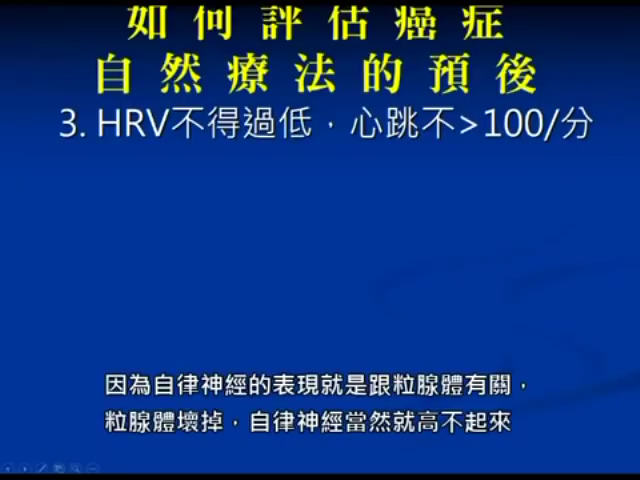 如何評估癌症
自然療法的預後
3. HRV不得過低，心跳不>100/分
因為自律神經的表現就是跟粒腺體有關，
粒腺體壞掉，自律神經當然就高不起來